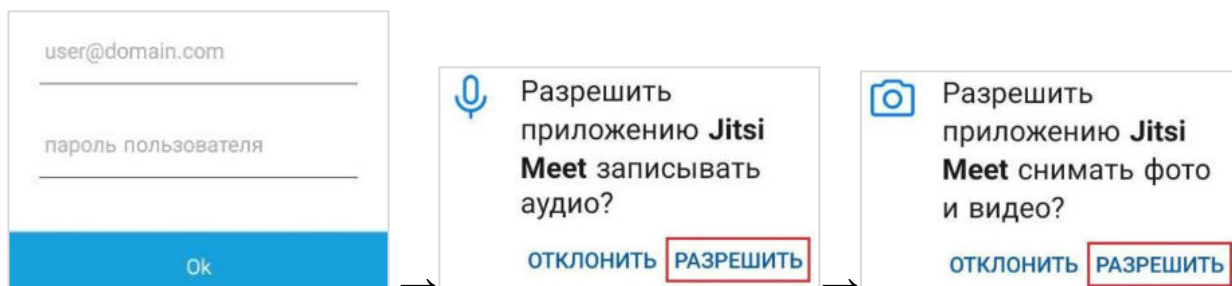 user@domain.com
пароль пользователя
Ok
→
Разрешить
приложению Jitsi
Meet записывать
аудио?
ОТКЛОНИТЬ РАЗРЕШИТЬ
→
Разрешить
приложению Jitsi
Meet снимать фото
и видео?
ОТКЛОНИТЬ РАЗРЕШИТЬ